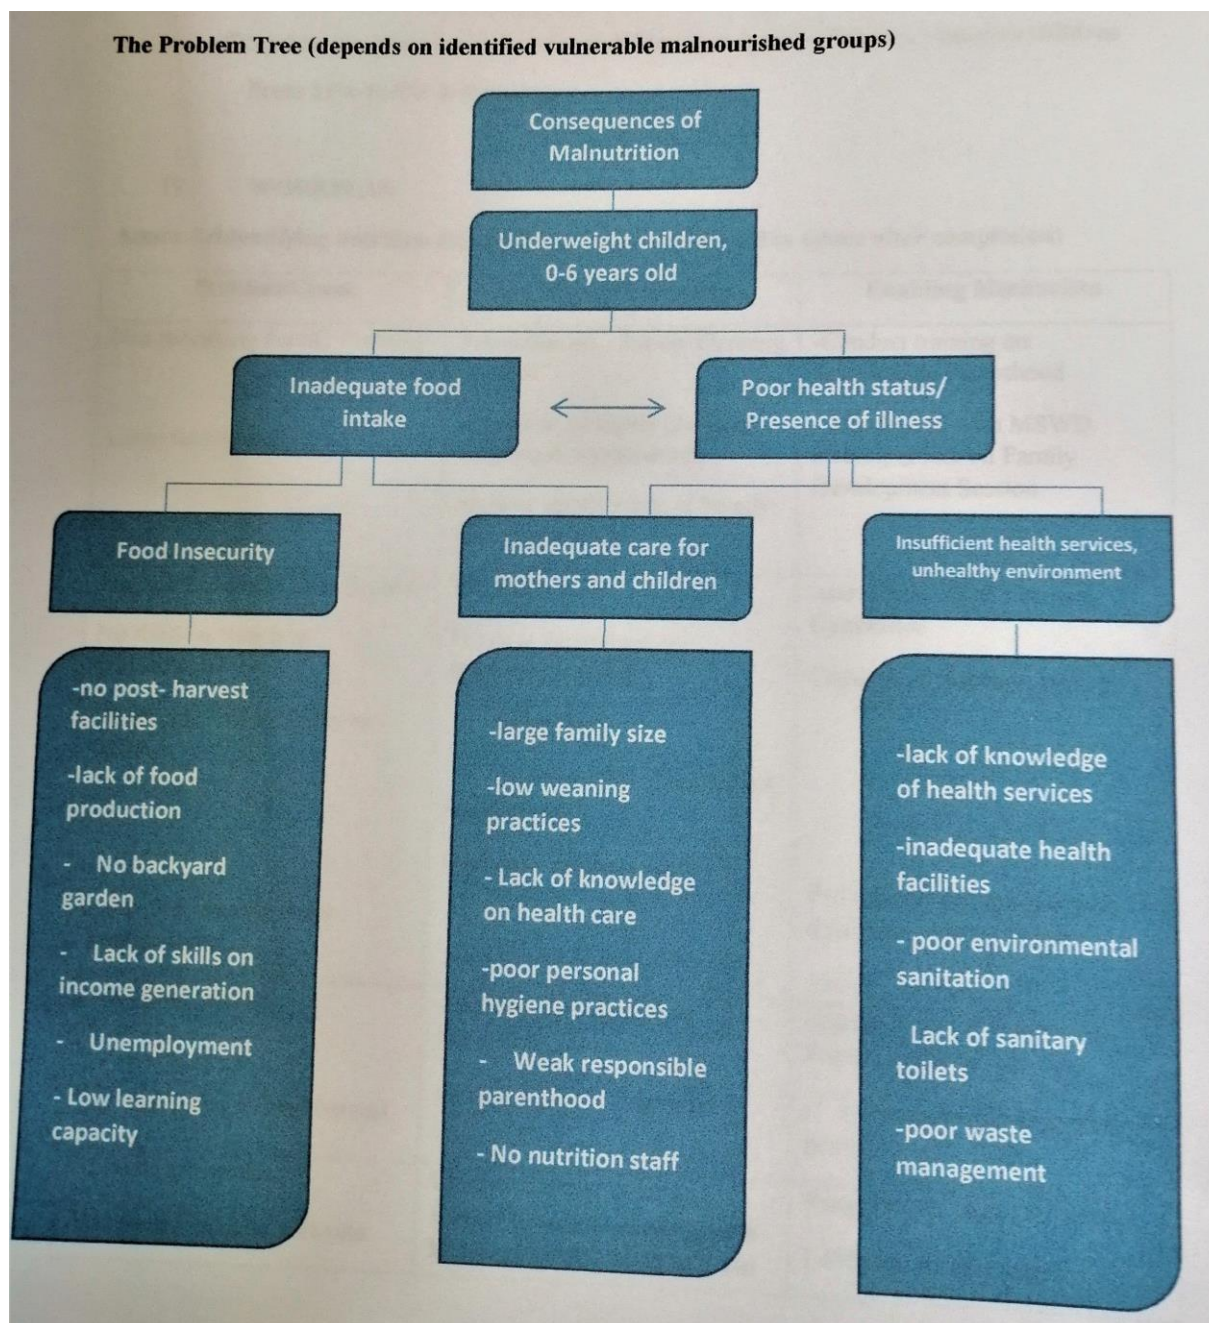 The Problem Tree (depends on identified vulnerable malnourished groups)
Consequences of
Malnutrition
Underweight children,
0-6 years old
Inadequate food
intake
Poor health status/
Presence of illness
Food Insecurity
Inadequate care for
mothers and children
Insufficient health services,
unhealthy environment
-no post- harvest
facilities
-lack of food
production
- No backyard
garden
- Lack of skills on
income generation
- Unemployment
- Low learning
capacity
-large family size
-low weaning
practices
- Lack of knowledge
on health care
-poor personal
hygiene practices
- Weak responsible
parenthood
- No nutrition staff
-lack of knowledge
of health services
-inadequate health
facilities
- poor environmental
sanitation
Lack of sanitary
toilets
-poor waste
management